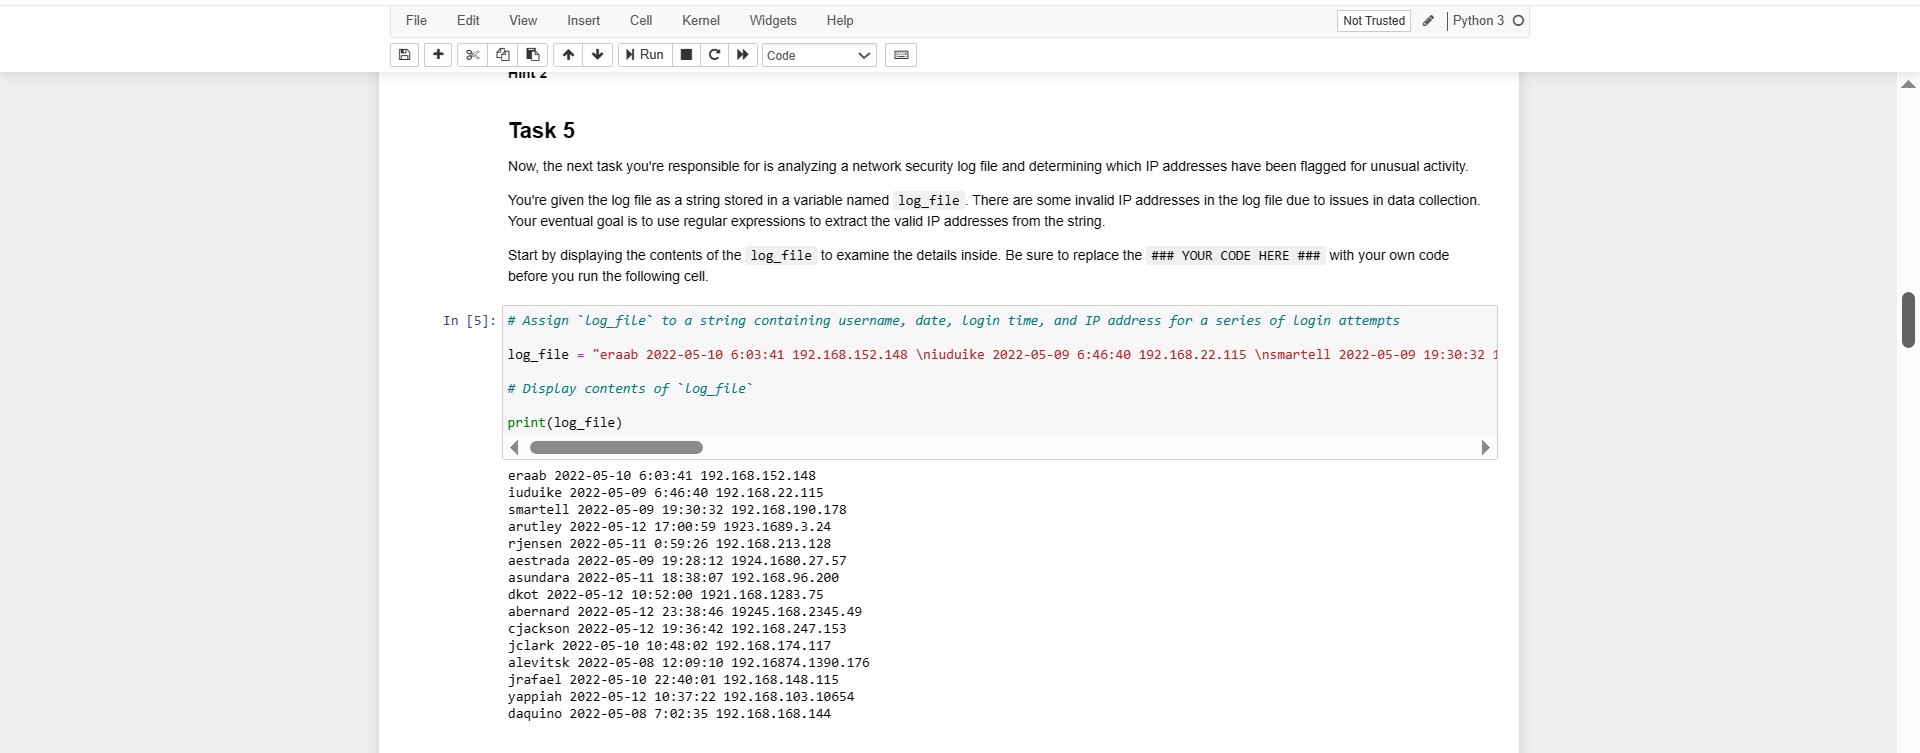 File Edit View Insert Cell Kernel Widgets Help Not Trusted Python 3
Run Code
Hint 2
Task 5
Now, the next task you're responsible for is analyzing a network security log file and determining which IP addresses have been flagged for unusual activity.
You're given the log file as a string stored in a variable named log_file . There are some invalid IP addresses in the log file due to issues in data collection.
Your eventual goal is to use regular expressions to extract the valid IP addresses from the string.
Start by displaying the contents of the log_file to examine the details inside. Be sure to replace the ### YOUR CODE HERE ### with your own code
before you run the following cell.
In [5]: # Assign `log_file` to a string containing username, date, login time, and IP address for a series of login attempts
log_file = "eraab 2022-05-10 6:03:41 192.168.152.148 \niuduike 2022-05-09 6:46:40 192.168.22.115 \nsmartell 2022-05-09 19:30:32 1
# Display contents of `log_file`
print(log_file)
eraab 2022-05-10 6:03:41 192.168.152.148
iuduike 2022-05-09 6:46:40 192.168.22.115
smartell 2022-05-09 19:30:32 192.168.190.178
arutley 2022-05-12 17:00:59 1923.1689.3.24
rjensen 2022-05-11 0:59:26 192.168.213.128
aestrada 2022-05-09 19:28:12 1924.1680.27.57
asundara 2022-05-11 18:38:07 192.168.96.200
dkot 2022-05-12 10:52:00 1921.168.1283.75
abernard 2022-05-12 23:38:46 19245.168.2345.49
cjackson 2022-05-12 19:36:42 192.168.247.153
jclark 2022-05-10 10:48:02 192.168.174.117
alevitsk 2022-05-08 12:09:10 192.16874.1390.176
jrafael 2022-05-10 22:40:01 192.168.148.115
yappiah 2022-05-12 10:37:22 192.168.103.10654
daquino 2022-05-08 7:02:35 192.168.168.144